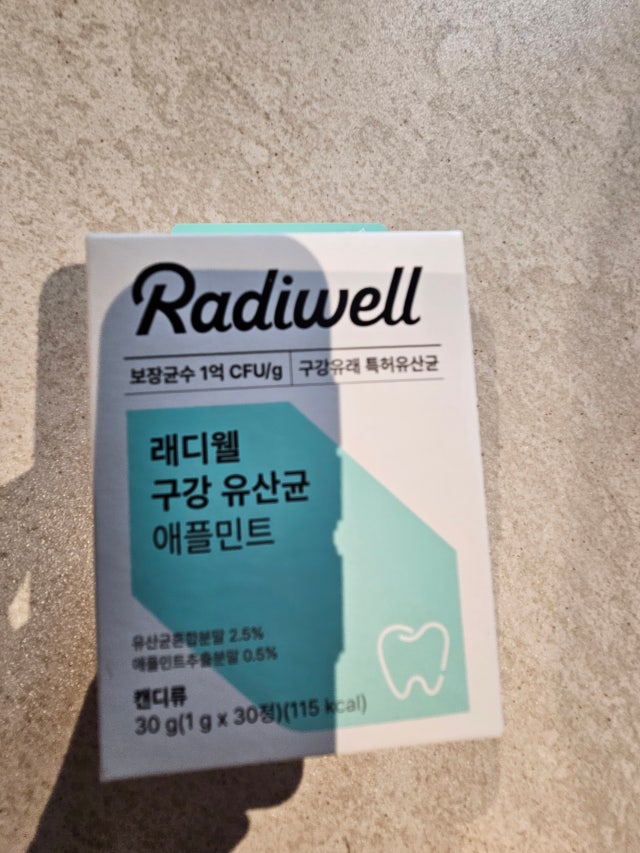 Radiwell
보장균수 1억 CFU/g
구강유래 특허유산균
래디웰
구강 유산균
애플민트
유산균혼합분말 2.5%
애플민트추출분말 0.5%
캔디류
30 g(1 g x 30정)(115 kcal)